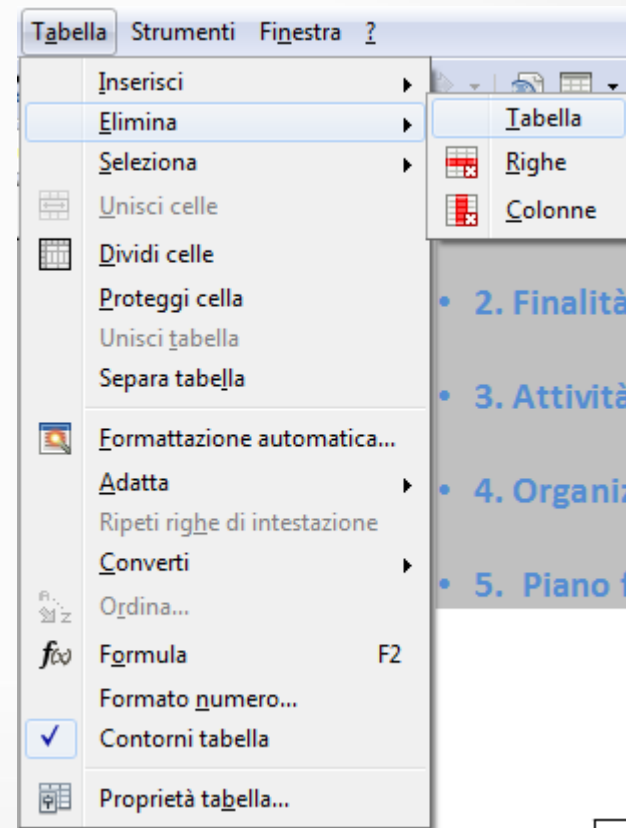 Tabella Strumenti Finestra ?
Inserisci
Elimina
Seleziona
Unisci celle
Dividi celle
Proteggi cella
Unisci tabella
Separa tabella
Formattazione automatica...
Adatta
Ripeti righe di intestazione
Converti
Ordina...
Formula F2
Formato numero...
Contorni tabella
Proprietà tabella...
Tabella
Righe
Colonne
• 2. Finalità
• 3. Attività
• 4. Organiz
• 5. Piano f